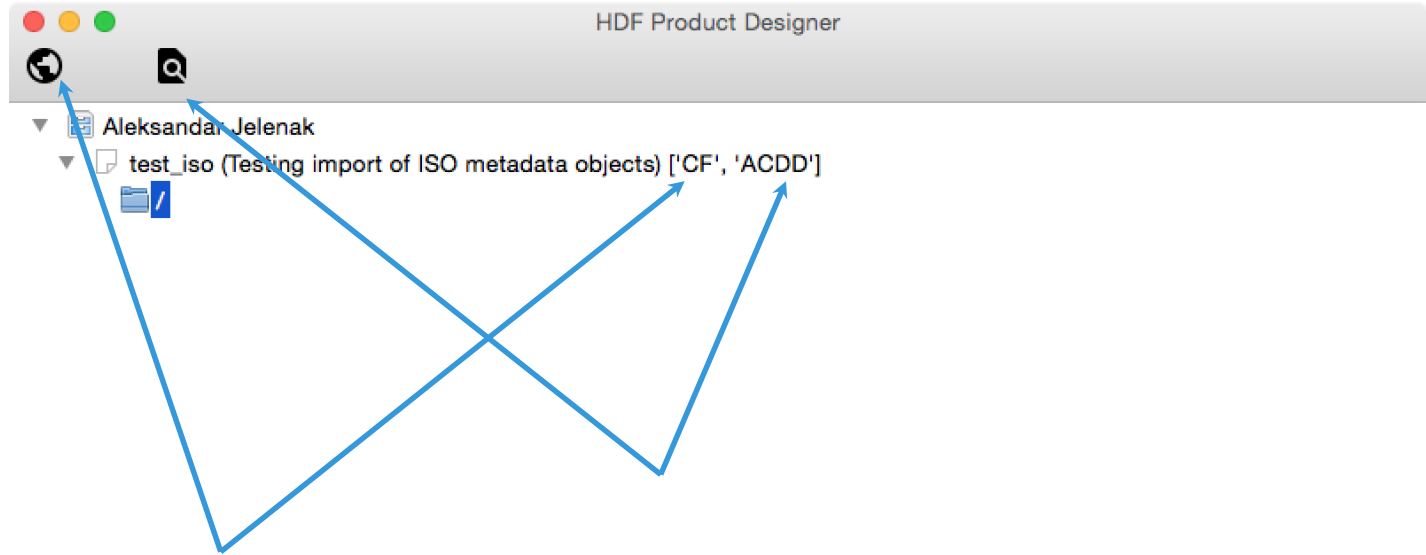 HDF Product Designer
Aleksandar Jelenak
test_iso (Testing import of ISO metadata objects) ['CF', 'ACDD']
/